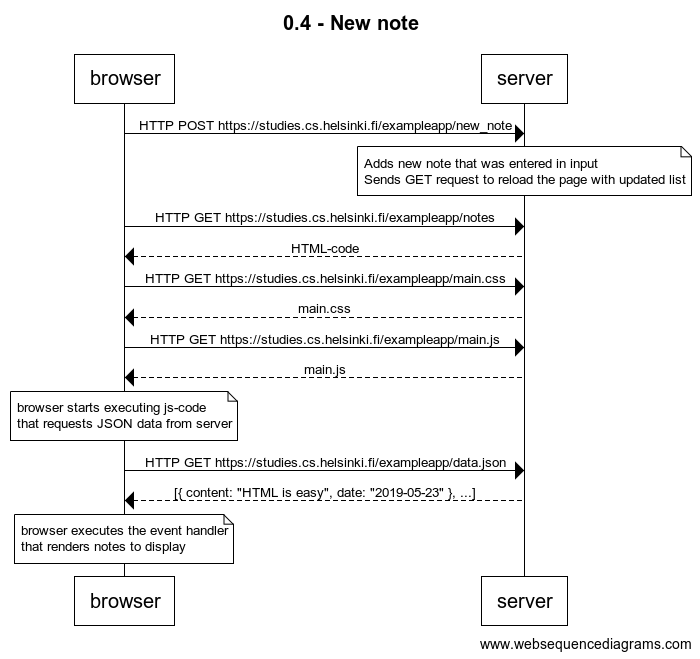 0.4 - New note
browser
server
HTTP POST https://studies.cs.helsinki.fi/exampleapp/new_note
Adds new note that was entered in input
Sends GET request to reload the page with updated list
HTTP GET https://studies.cs.helsinki.fi/exampleapp/notes
HTML-code
HTTP GET https://studies.cs.helsinki.fi/exampleapp/main.css
main.css
HTTP GET https://studies.cs.helsinki.fi/exampleapp/main.js
main.js
browser starts executing js-code
that requests JSON data from server
HTTP GET https://studies.cs.helsinki.fi/exampleapp/data.json
[{ content: "HTML is easy", date: "2019-05-23" }, ...]
browser executes the event handler
that renders notes to display
browser
server
www.websequencediagrams.com